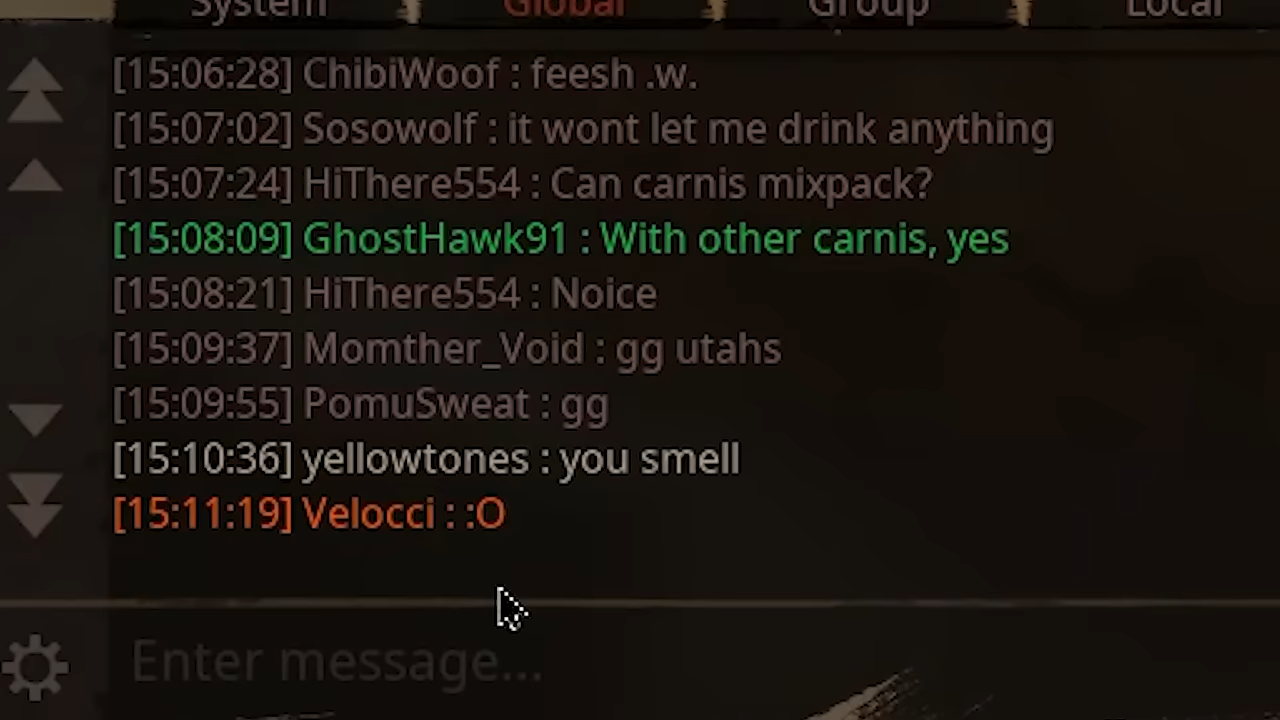 System Global Group Local
[15:06:28] ChibiWoof : feesh .w.
[15:07:02] Sosowolf : it wont let me drink anything
[15:07:24] HiThere554 : Can carnis mixpack?
[15:08:09] GhostHawk91 : With other carnis, yes
[15:08:21] HiThere554 : Noice
[15:09:37] Momther_Void : gg utahs
[15:09:55] PomuSweat : gg
[15:10:36] yellowtones : you smell
[15:11:19] Velocci : :O
Enter message...